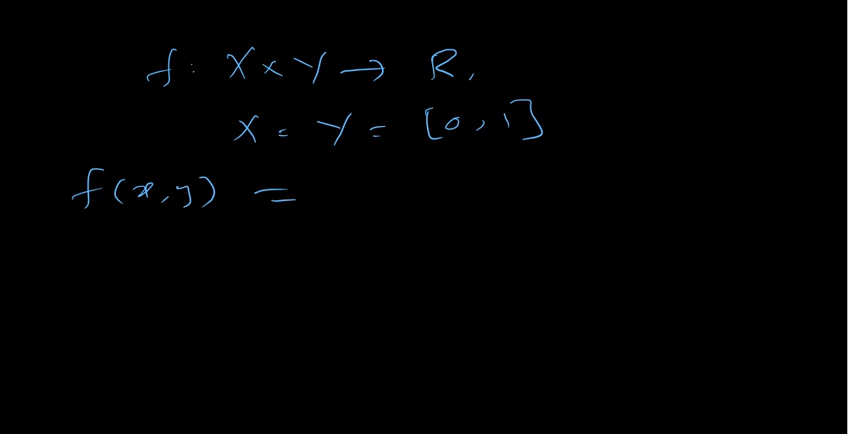 f: X × Y → R,
X = Y = [0, 1]
f(x, y) =